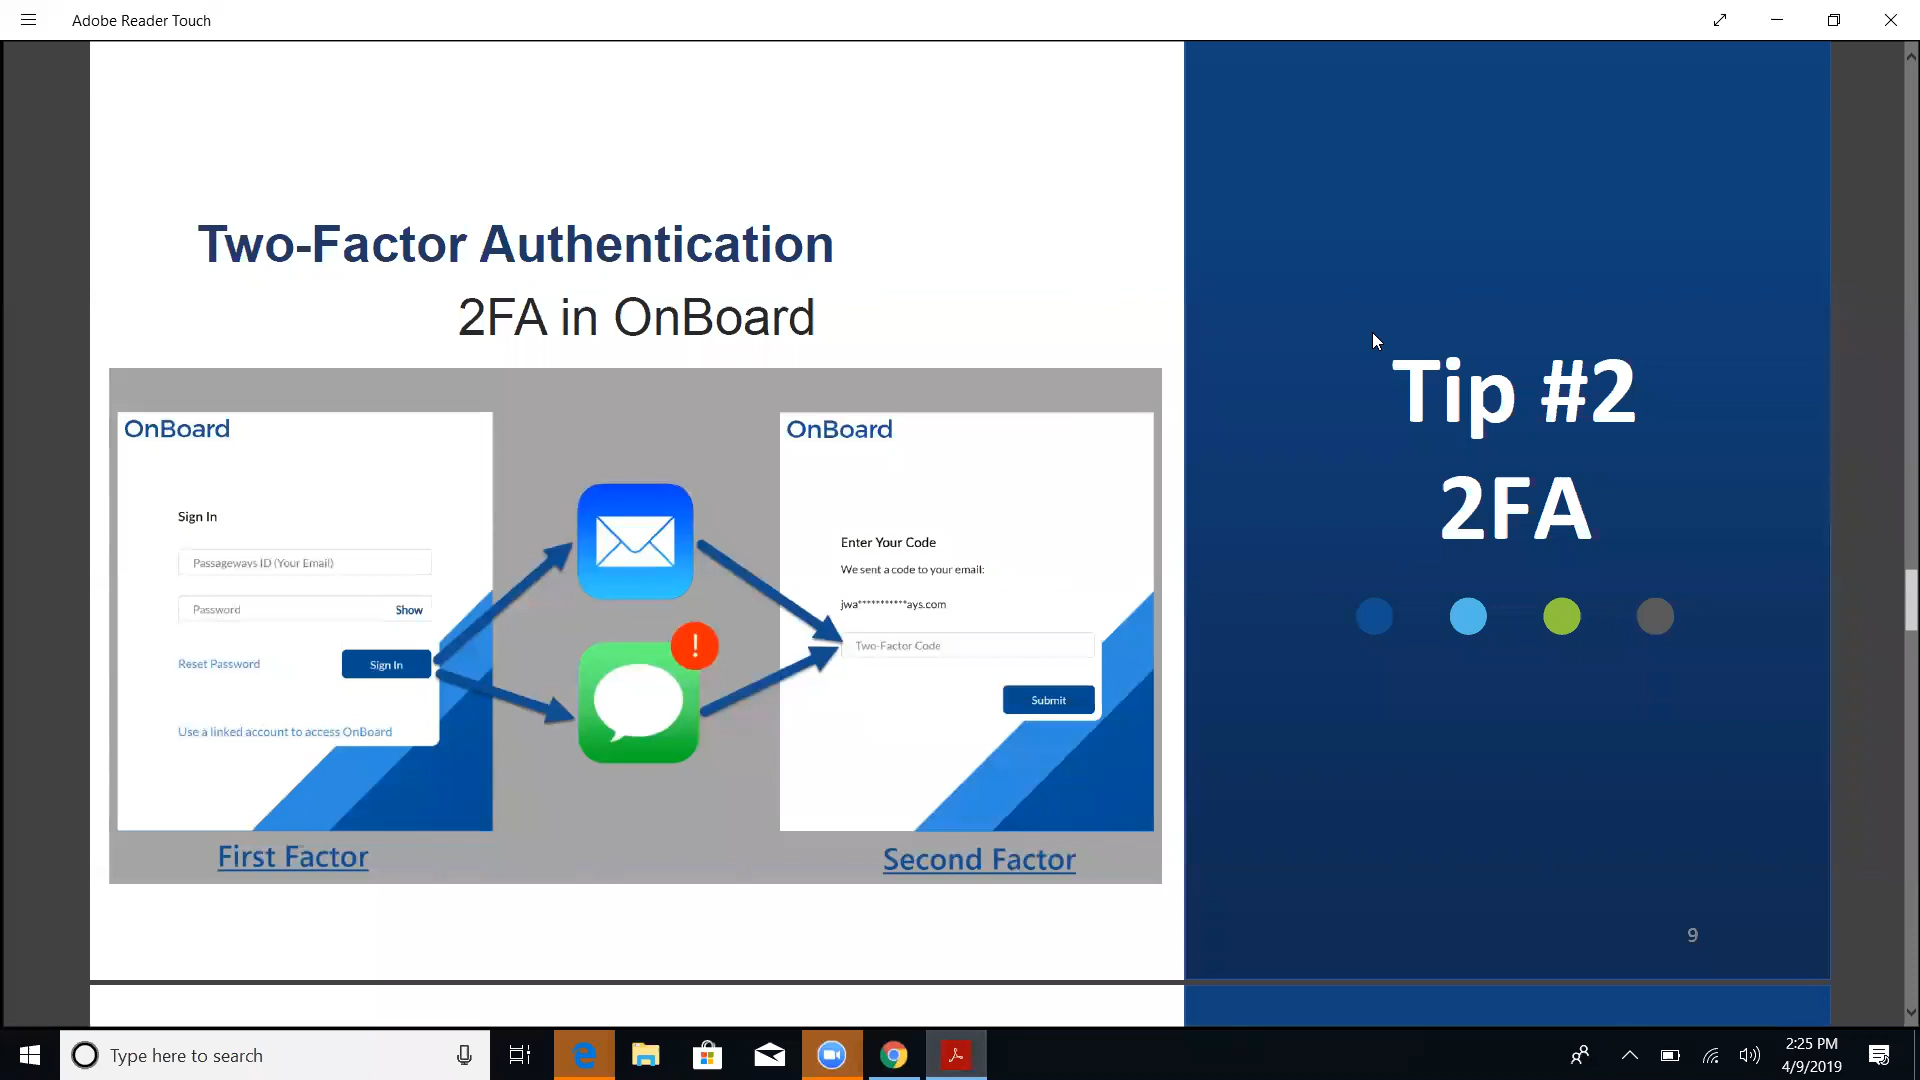 Adobe Reader Touch
Two-Factor Authentication
2FA in OnBoard
OnBoard
Sign In
Passageways ID (Your Email)
Password
Show
Reset Password
Sign In
Use a linked account to access OnBoard
First Factor
!
OnBoard
Enter Your Code
We sent a code to your email:
jwa***********ays.com
Two-Factor Code
Submit
Second Factor
Tip #2
2FA
9
Type here to search
2:25 PM
4/9/2019